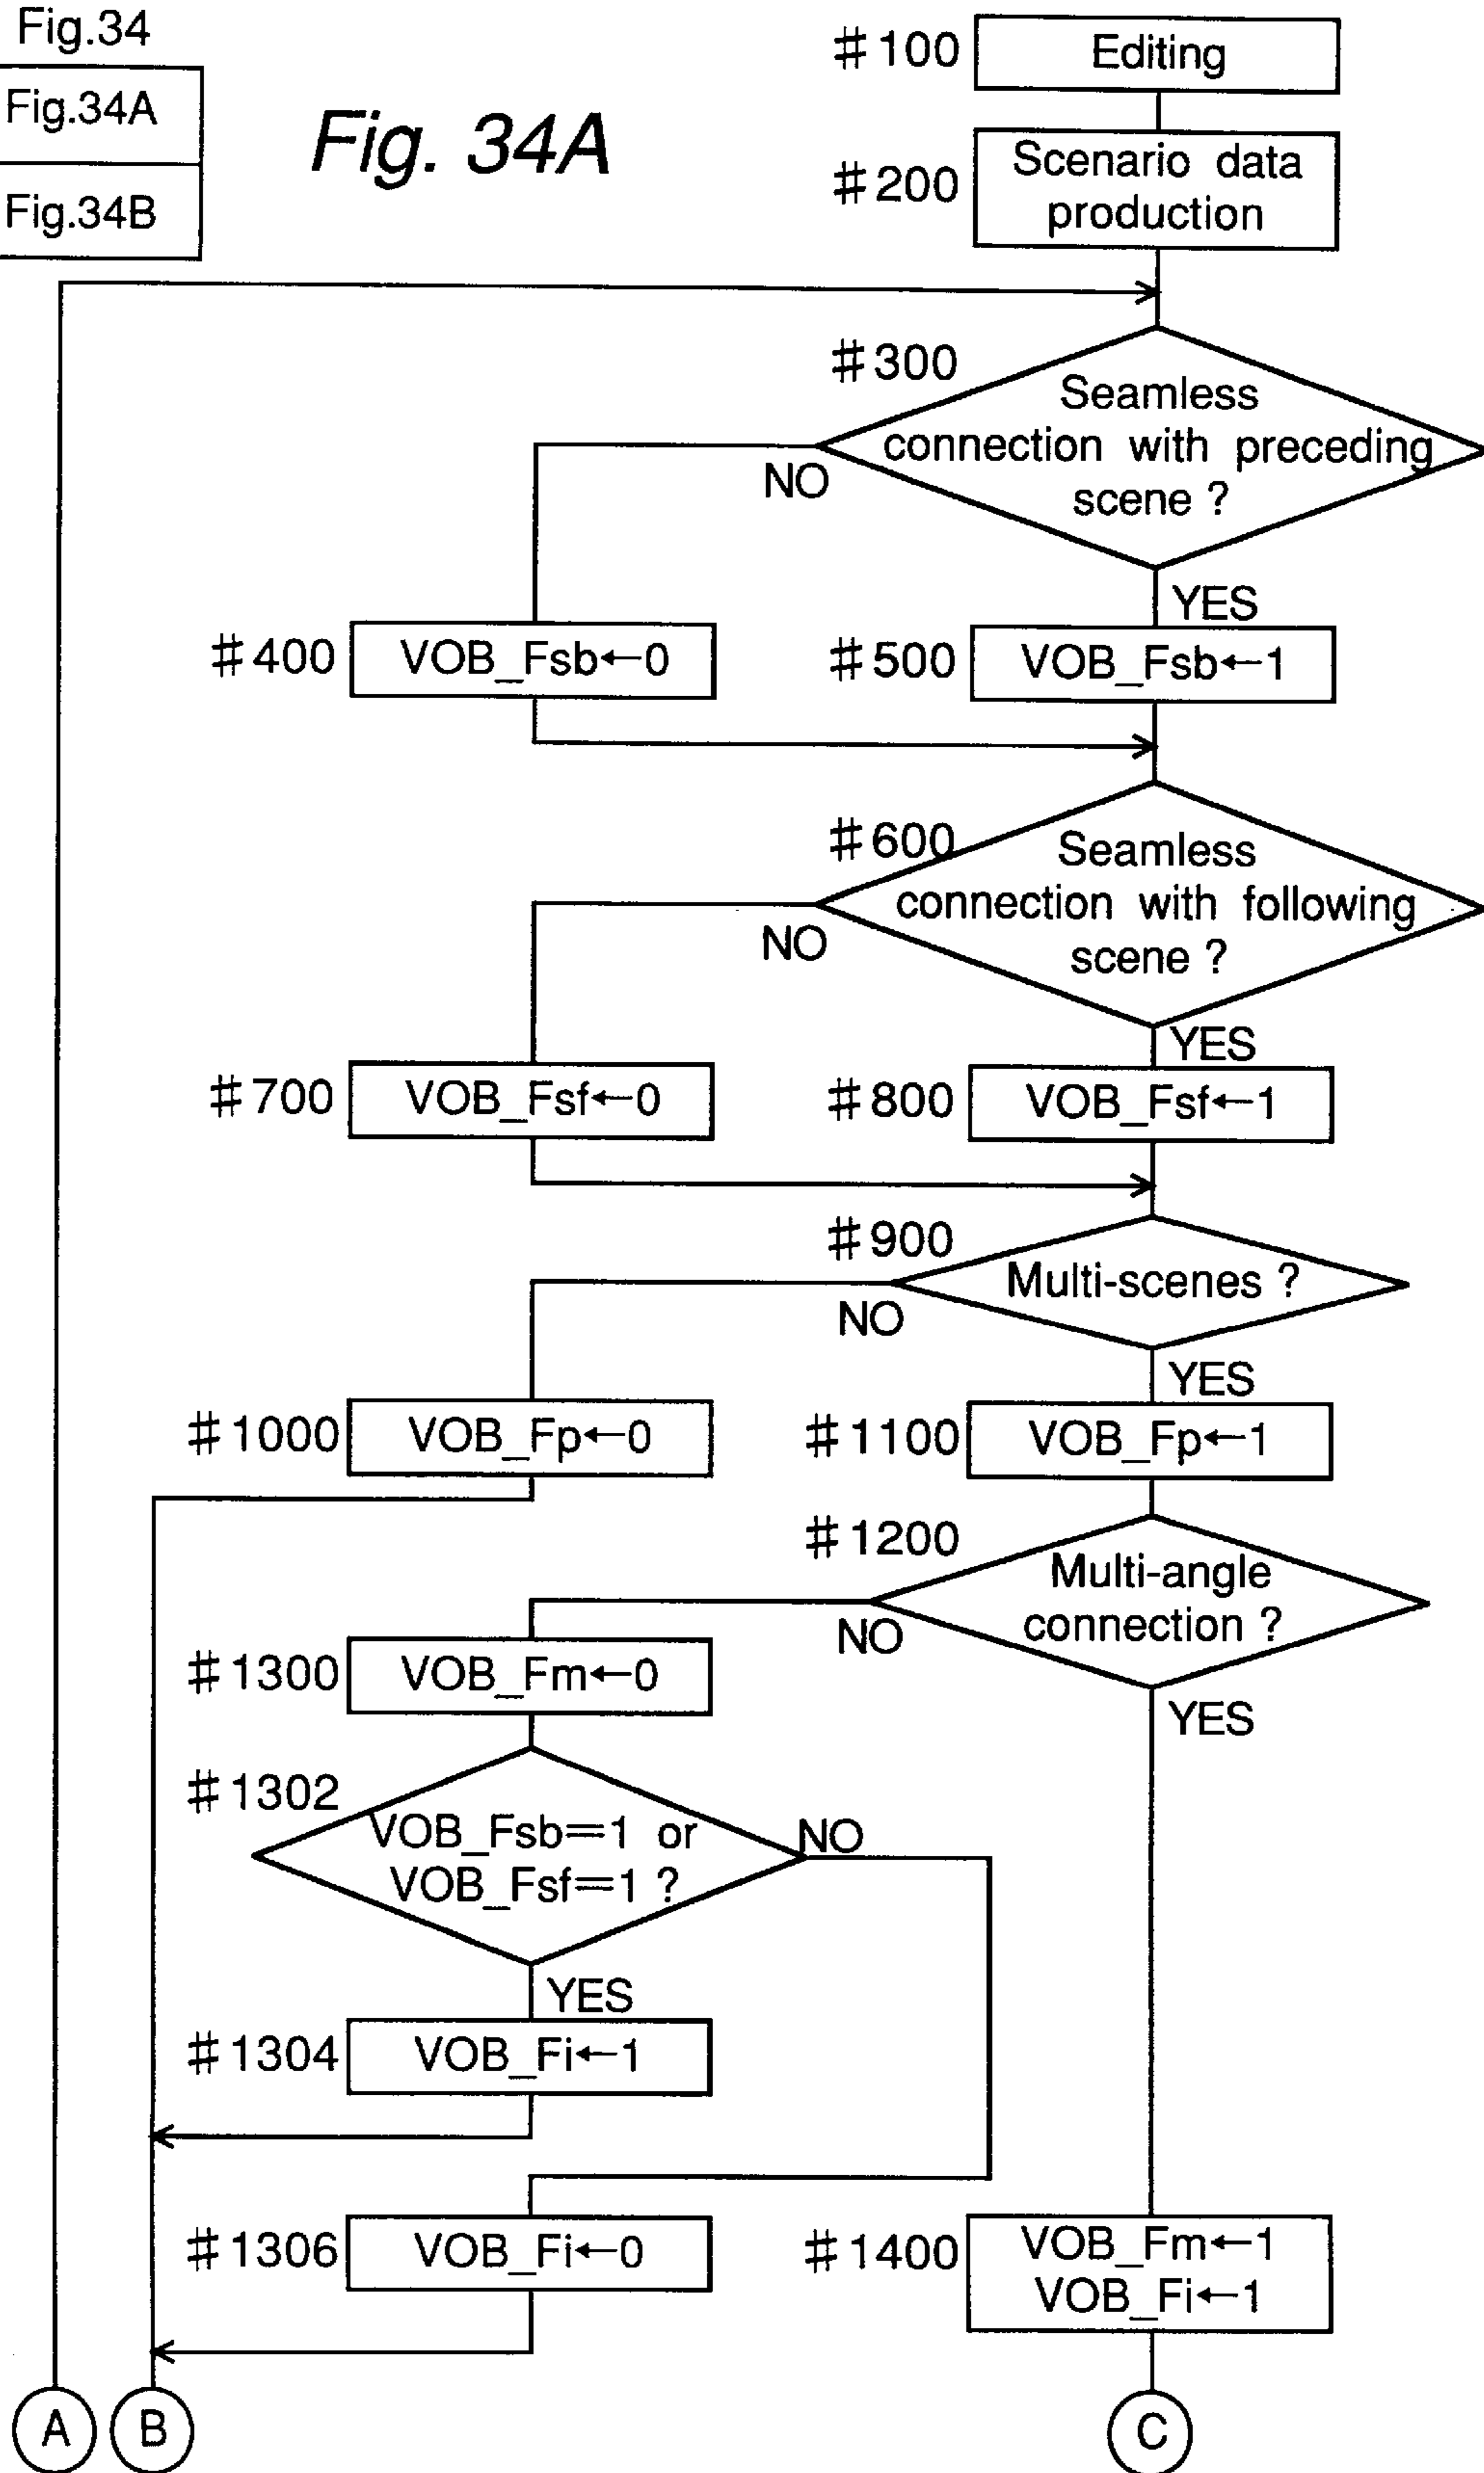 Fig.34
Fig.34A
Fig.34B
Fig. 34A
#100
Editing
#200
Scenario data
production
#300
Seamless
connection with preceding
scene ?
NO
YES
#400
VOB_Fsb←0
#500
VOB_Fsb←1
#600
Seamless
connection with following
scene ?
NO
YES
#700
VOB_Fsf←0
#800
VOB_Fsf←1
#900
Multi-scenes ?
NO
YES
#1000
VOB_Fp←0
#1100
VOB_Fp←1
#1200
Multi-angle
connection ?
NO
YES
#1300
VOB_Fm←0
#1302
VOB_Fsb=1 or
VOB_Fsf=1 ?
NO
YES
#1304
VOB_Fi←1
#1306
VOB_Fi←0
#1400
VOB_Fm←1
VOB_Fi←1
A
B
C